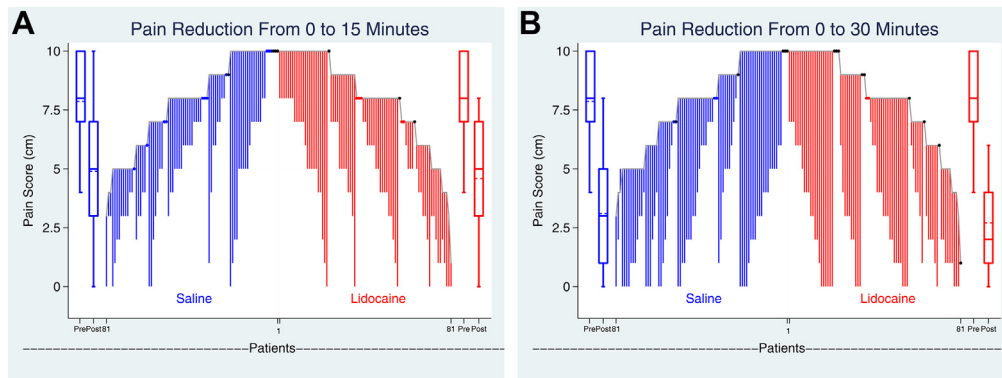 A
Pain Reduction From 0 to 15 Minutes
Pain Score (cm)
10
7.5
5
2.5
0
Saline
Lidocaine
Pre Post 81
1
81 Pre Post
Patients
B
Pain Reduction From 0 to 30 Minutes
Pain Score (cm)
10
7.5
5
2.5
0
Saline
Lidocaine
Pre Post 81
1
81 Pre Post
Patients